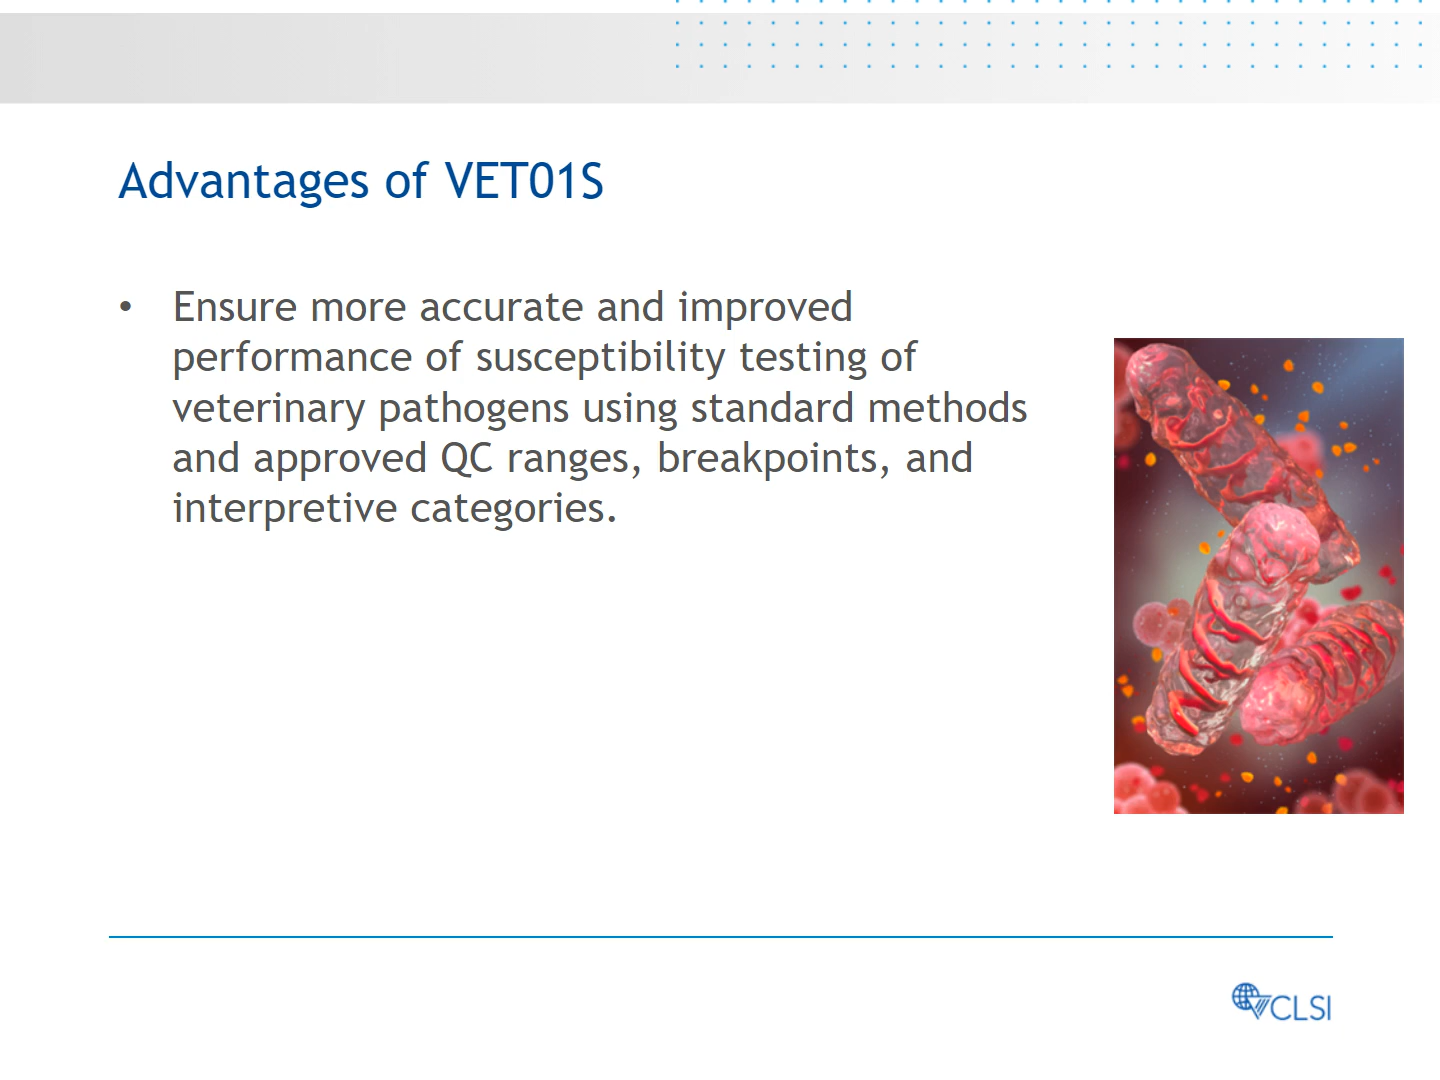 Advantages of VET01S
• Ensure more accurate and improved
performance of susceptibility testing of
veterinary pathogens using standard methods
and approved QC ranges, breakpoints, and
interpretive categories.
CLSI